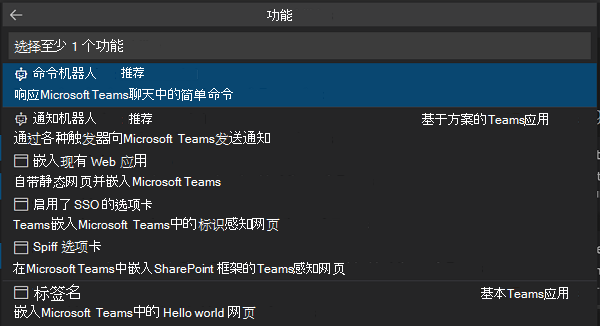 功能
选择至少 1 个功能
命令机器人 推荐
响应Microsoft Teams聊天中的简单命令
通知机器人 推荐 基于方案的Teams应用
通过各种触发器向Microsoft Teams发送通知
嵌入现有 Web 应用
自带静态网页并嵌入Microsoft Teams
启用了 SSO 的选项卡
Teams嵌入Microsoft Teams中的标识感知网页
Spiff 选项卡
在Microsoft Teams中嵌入SharePoint 框架的Teams感知网页
标签名 基本Teams应用
嵌入Microsoft Teams中的 Hello world 网页